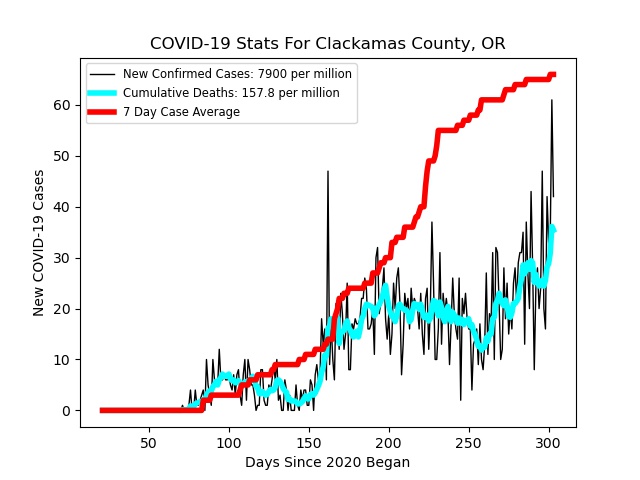 COVID-19 Stats For Clackamas County, OR
New Confirmed Cases: 7900 per million
Cumulative Deaths: 157.8 per million
7 Day Case Average
New COVID-19 Cases
60
50
40
30
20
10
0
50 100 150 200 250 300
Days Since 2020 Began